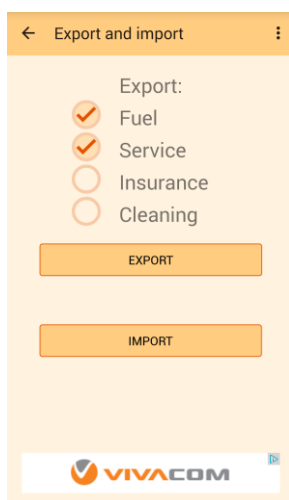 Export and import
Export:
Fuel
Service
Insurance
Cleaning
EXPORT
IMPORT
VIVACOM